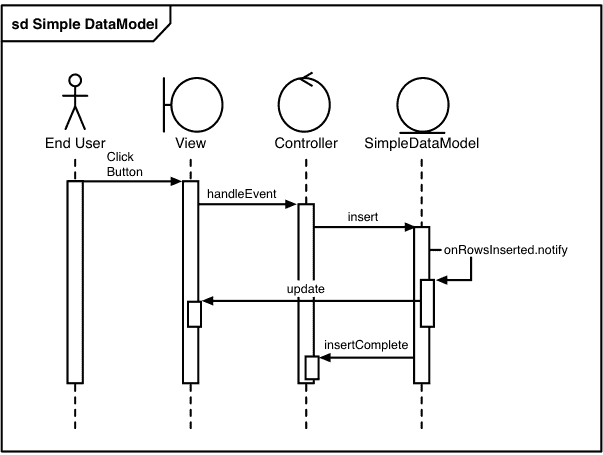 sd Simple DataModel
End User
View
Controller
SimpleDataModel
Click
Button
handleEvent
insert
onRowsInserted.notify
update
insertComplete